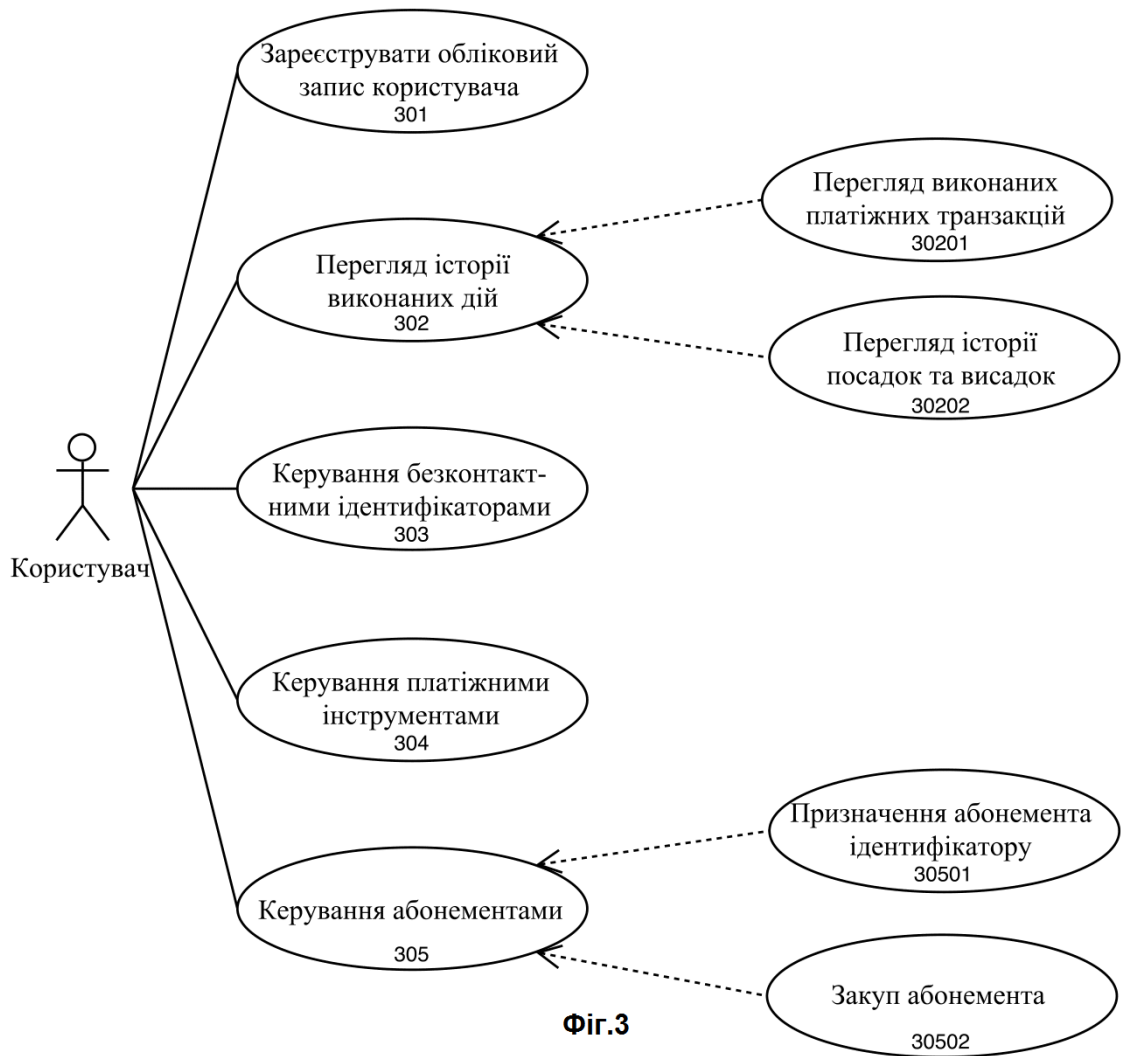 Зареєструвати обліковий
запис користувача
301
Перегляд виконаних
платіжних транзакцій
30201
Перегляд історії
виконаних дій
302
Перегляд історії
посадок та висадок
30202
Керування безконтакт-
ними ідентифікаторами
303
Користувач
Керування платіжними
інструментами
304
Призначення абонемента
ідентифікатору
30501
Керування абонементами
305
Закуп абонемента
30502
Фіг.3